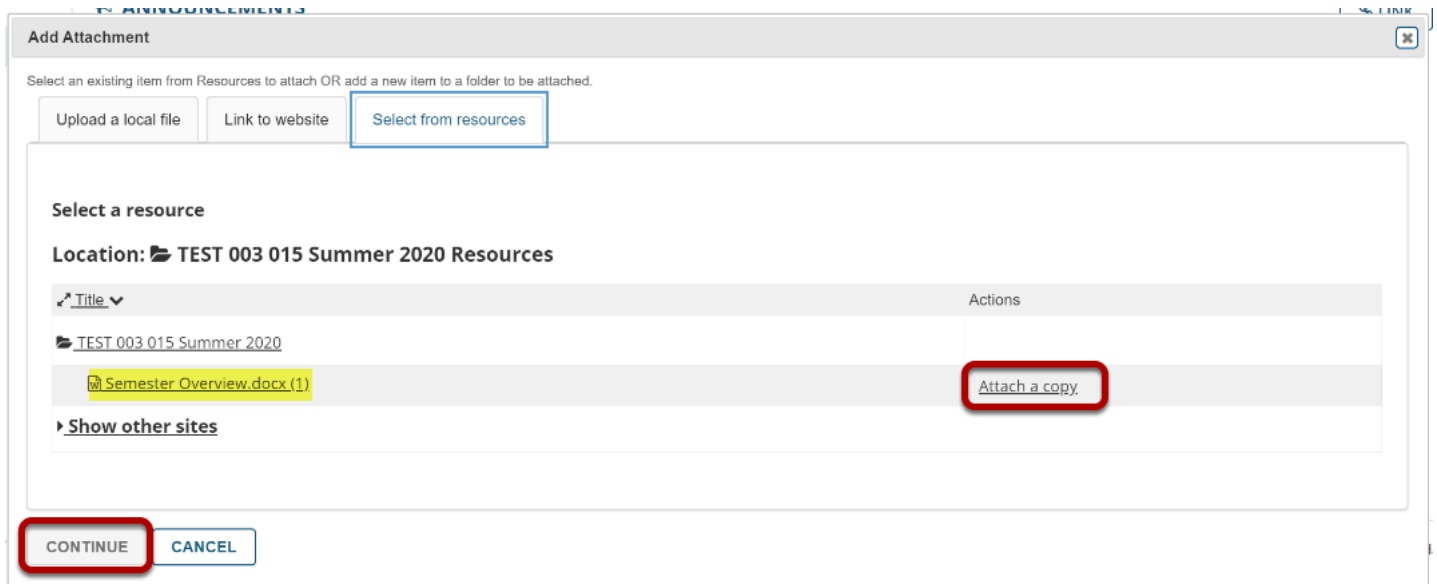 ANNOUNCEMENTS
LINK
Add Attachment
Select an existing item from Resources to attach OR add a new item to a folder to be attached.
Upload a local file Link to website Select from resources
Select a resource
Location: TEST 003 015 Summer 2020 Resources
Title Actions
TEST 003 015 Summer 2020
Semester Overview.docx (1) Attach a copy
Show other sites
CONTINUE CANCEL